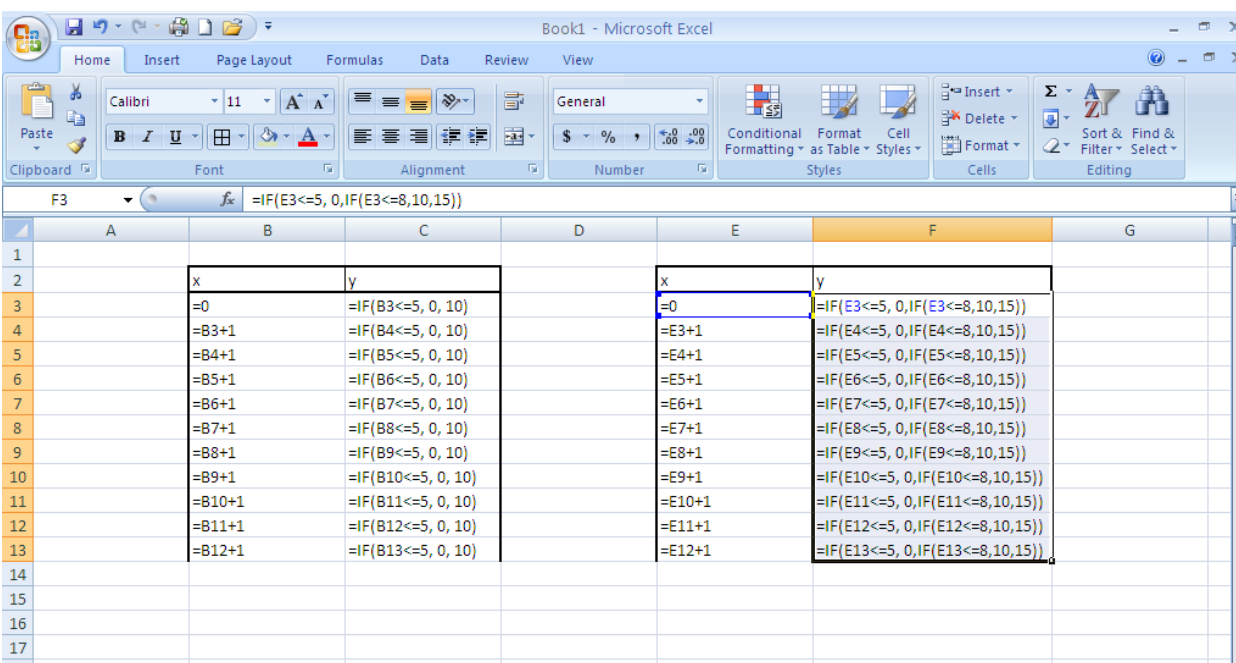 Book1 - Microsoft Excel
Home Insert Page Layout Formulas Data Review View
Calibri 11 A A General Insert Σ
Paste Delete
B I U A $ % , .0 .00 .00 .0 Conditional Format Cell Format Sort & Find &
Formatting as Table Styles Filter Select
Clipboard Font Alignment Number Styles Cells Editing
F3 fx =IF(E3<=5, 0,IF(E3<=8,10,15))
A B C D E F G
1
2 x y x y
3 =0 =IF(B3<=5, 0, 10) =0 =IF(E3<=5, 0,IF(E3<=8,10,15))
4 =B3+1 =IF(B4<=5, 0, 10) =E3+1 =IF(E4<=5, 0,IF(E4<=8,10,15))
5 =B4+1 =IF(B5<=5, 0, 10) =E4+1 =IF(E5<=5, 0,IF(E5<=8,10,15))
6 =B5+1 =IF(B6<=5, 0, 10) =E5+1 =IF(E6<=5, 0,IF(E6<=8,10,15))
7 =B6+1 =IF(B7<=5, 0, 10) =E6+1 =IF(E7<=5, 0,IF(E7<=8,10,15))
8 =B7+1 =IF(B8<=5, 0, 10) =E7+1 =IF(E8<=5, 0,IF(E8<=8,10,15))
9 =B8+1 =IF(B9<=5, 0, 10) =E8+1 =IF(E9<=5, 0,IF(E9<=8,10,15))
10 =B9+1 =IF(B10<=5, 0, 10) =E9+1 =IF(E10<=5, 0,IF(E10<=8,10,15))
11 =B10+1 =IF(B11<=5, 0, 10) =E10+1 =IF(E11<=5, 0,IF(E11<=8,10,15))
12 =B11+1 =IF(B12<=5, 0, 10) =E11+1 =IF(E12<=5, 0,IF(E12<=8,10,15))
13 =B12+1 =IF(B13<=5, 0, 10) =E12+1 =IF(E13<=5, 0,IF(E13<=8,10,15))
14
15
16
17